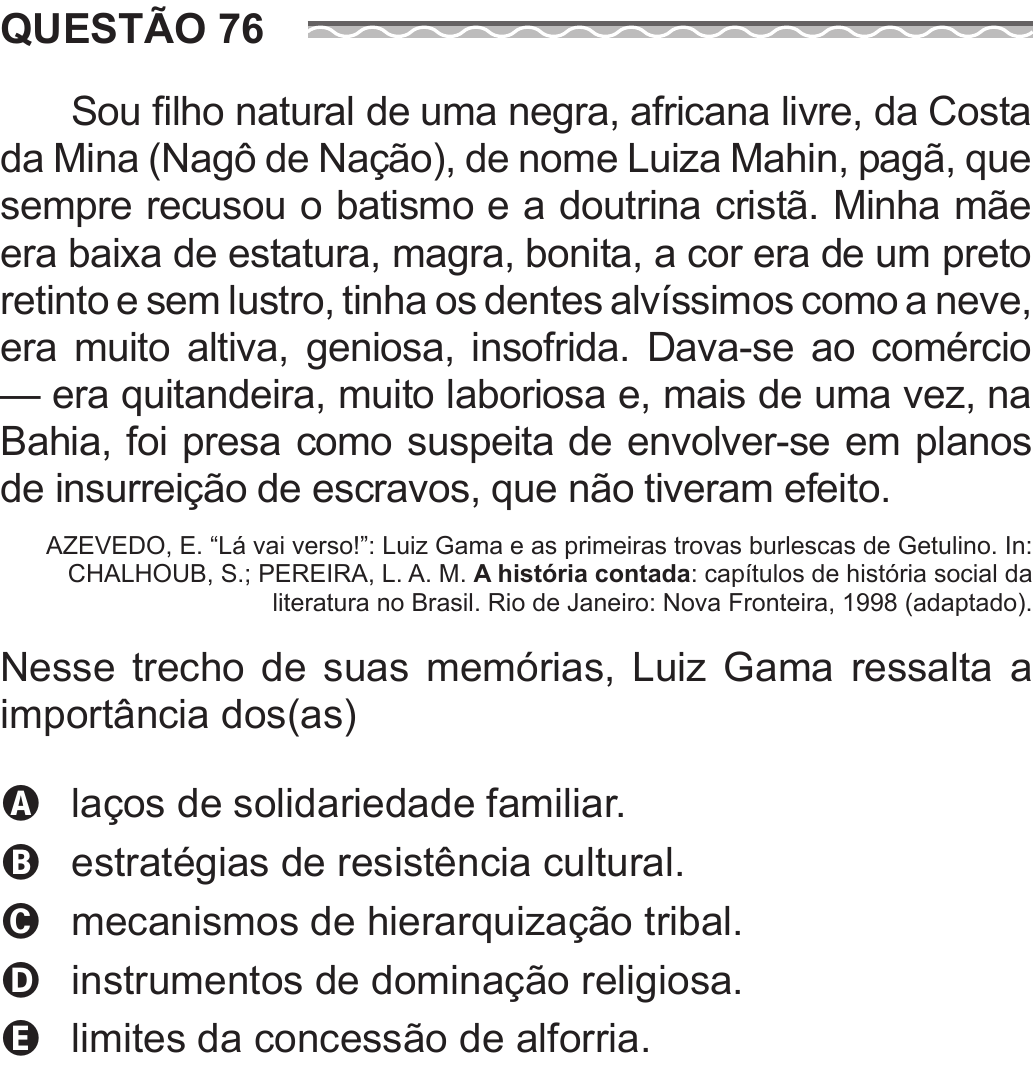 QUESTÃO 76
Sou filho natural de uma negra, africana livre, da Costa
da Mina (Nagô de Nação), de nome Luiza Mahin, pagã, que
sempre recusou o batismo e a doutrina cristã. Minha mãe
era baixa de estatura, magra, bonita, a cor era de um preto
retinto e sem lustro, tinha os dentes alvíssimos como a neve,
era muito altiva, geniosa, insofrida. Dava-se ao comércio
— era quitandeira, muito laboriosa e, mais de uma vez, na
Bahia, foi presa como suspeita de envolver-se em planos
de insurreição de escravos, que não tiveram efeito.
AZEVEDO, E. “Lá vai verso!”: Luiz Gama e as primeiras trovas burlescas de Getulino. In:
CHALHOUB, S.; PEREIRA, L. A. M. A história contada: capítulos de história social da
literatura no Brasil. Rio de Janeiro: Nova Fronteira, 1998 (adaptado).
Nesse trecho de suas memórias, Luiz Gama ressalta a
importância dos(as)
A laços de solidariedade familiar.
B estratégias de resistência cultural.
C mecanismos de hierarquização tribal.
D instrumentos de dominação religiosa.
E limites da concessão de alforria.